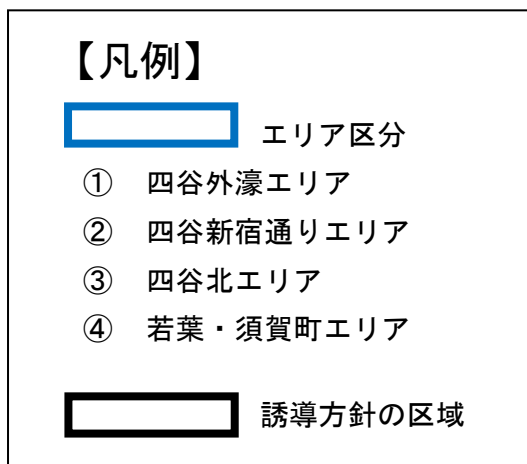 【凡例】
エリア区分
① 四谷外濠エリア
② 四谷新宿通りエリア
③ 四谷北エリア
④ 若葉・須賀町エリア
誘導方針の区域